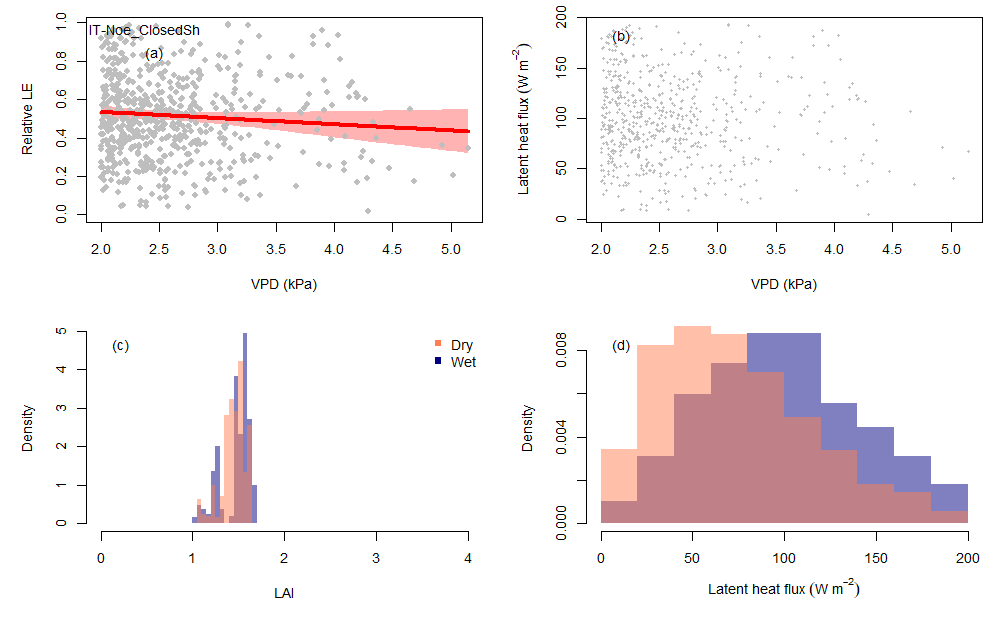 IT-Noe_ClosedSh
(a)
Relative LE
0.0 0.2 0.4 0.6 0.8 1.0
2.0 2.5 3.0 3.5 4.0 4.5 5.0
VPD (kPa)
(b)
Latent heat flux (W m⁻²)
0 50 100 150 200
2.0 2.5 3.0 3.5 4.0 4.5 5.0
VPD (kPa)
(c)
Dry
Wet
Density
0 1 2 3 4 5
0 1 2 3 4
LAI
(d)
Density
0.000 0.004 0.008
0 50 100 150 200
Latent heat flux (W m⁻²)